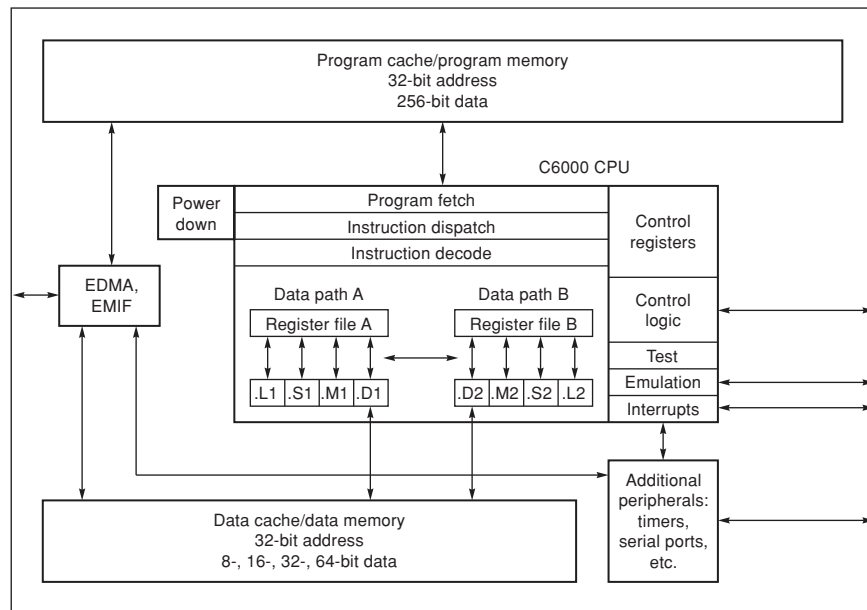 Program cache/program memory
32-bit address
256-bit data
C6000 CPU
Power
down
Program fetch
Instruction dispatch
Instruction decode
Control
registers
EDMA,
EMIF
Data path A
Data path B
Register file A
Register file B
Control
logic
Test
Emulation
Interrupts
.L1 .S1 .M1 .D1
.D2 .M2 .S2 .L2
Data cache/data memory
32-bit address
8-, 16-, 32-, 64-bit data
Additional
peripherals:
timers,
serial ports,
etc.